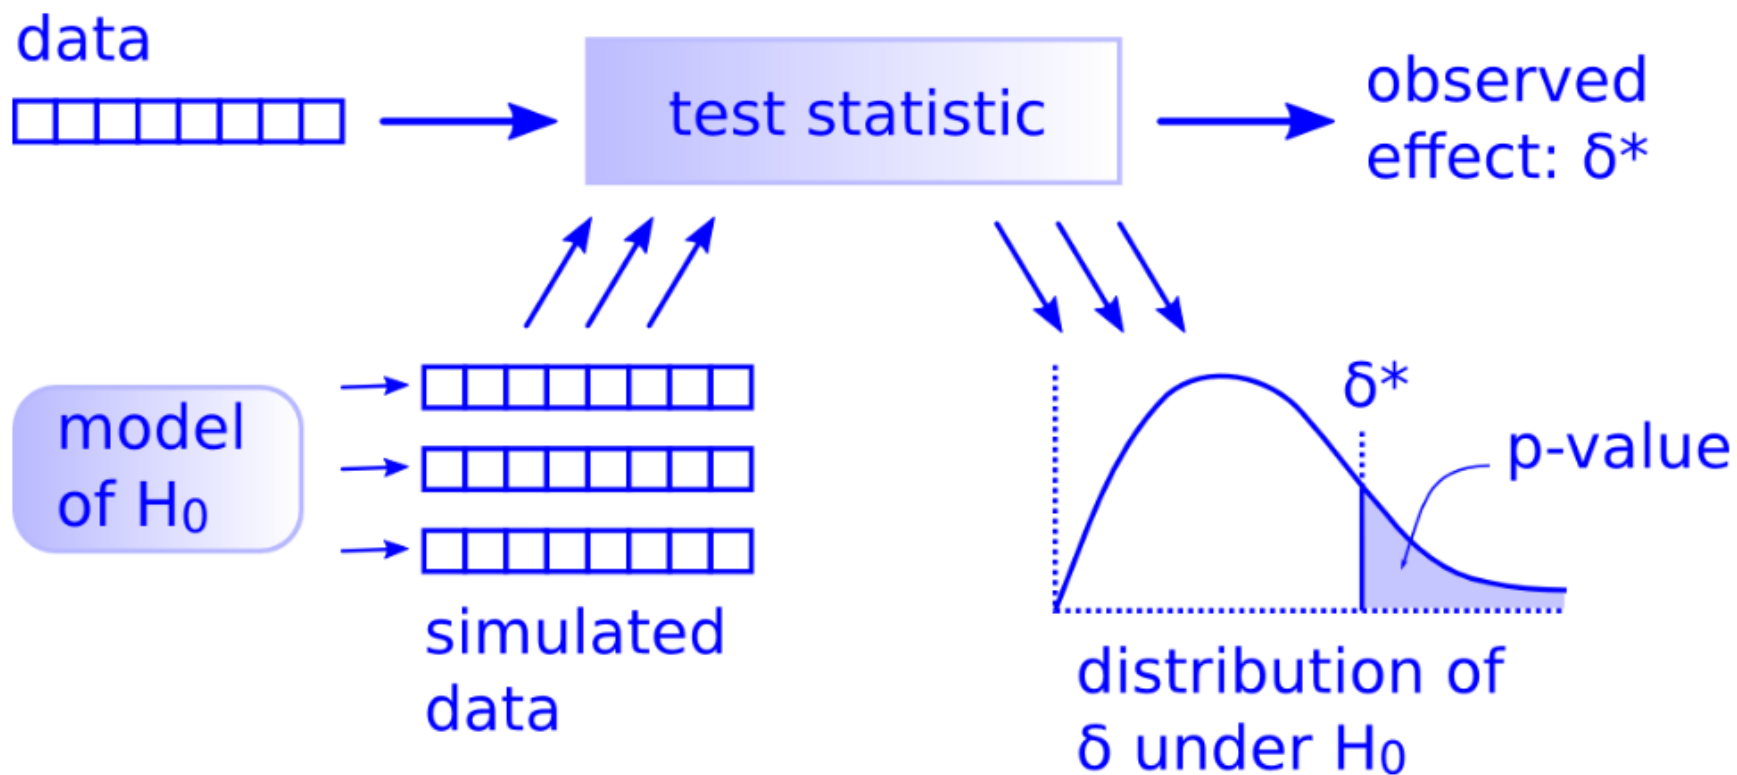 data
test statistic
observed
effect: δ*
model
of H₀
simulated
data
δ*
p-value
distribution of
δ under H₀